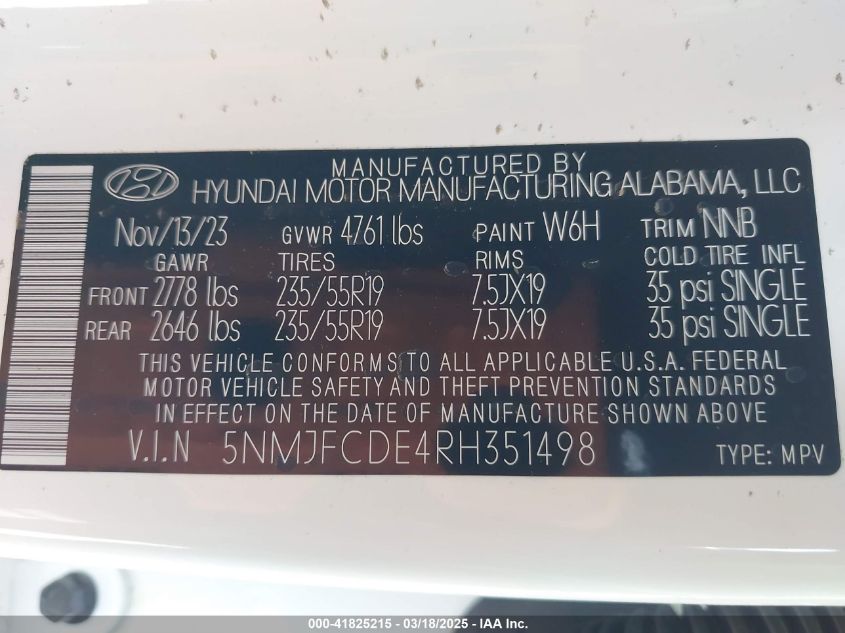 MANUFACTURED BY
HYUNDAI MOTOR MANUFACTURING ALABAMA, LLC
Nov/13/23 GVWR 4761 lbs PAINT W6H TRIM NNB
GAWR TIRES RIMS COLD TIRE INFL
FRONT 2778 lbs 235/55R19 7.5JX19 35 psi SINGLE
REAR 2646 lbs 235/55R19 7.5JX19 35 psi SINGLE
THIS VEHICLE CONFORMS TO ALL APPLICABLE U.S.A. FEDERAL
MOTOR VEHICLE SAFETY AND THEFT PREVENTION STANDARDS
IN EFFECT ON THE DATE OF MANUFACTURE SHOWN ABOVE
V.I.N 5NMJFCDE4RH351498 TYPE: MPV
000-41825215 - 03/18/2025 - IAA Inc.